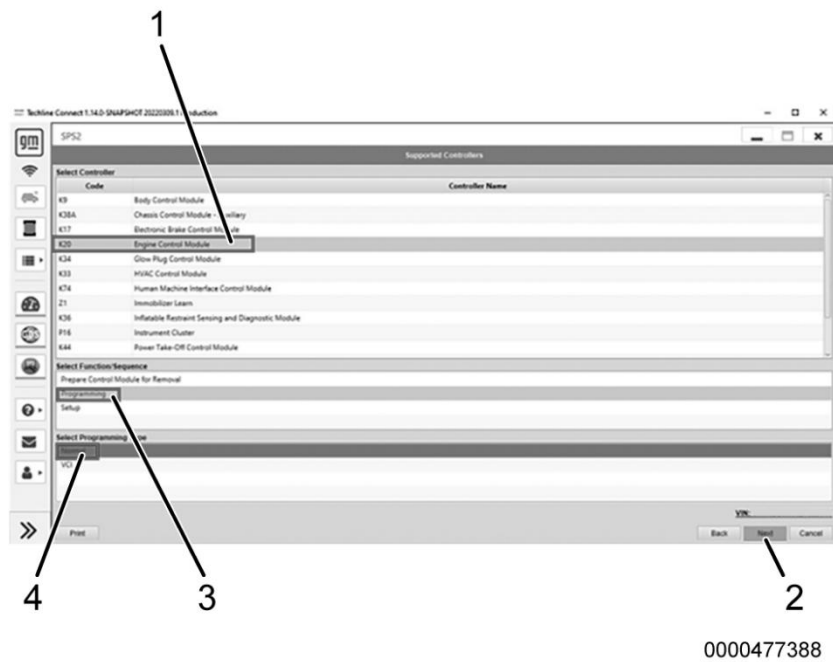 1
Techline Connect 1.14.0-SNAPSHOT 20220309.1
gm
SPS2
Supported Controllers
Select Controller
Code Controller Name
K9 Body Control Module
K38A Chassis Control Module -
K17 Electronic Brake Control Module
K20 Engine Control Module
K34 Glow Plug Control Module
K33 HVAC Control Module
K74 Human Machine Interface Control Module
Z1 Immobilizer Learn
K36 Inflatable Restraint Sensing and Diagnostic Module
P16 Instrument Cluster
K44 Power Take-Off Control Module
Select Function/Sequence
Prepare Control Module for Removal
Programming
Setup
Select Programming Type
VCI
VIN:
Print Back Next Cancel
4 3 2
0000477388